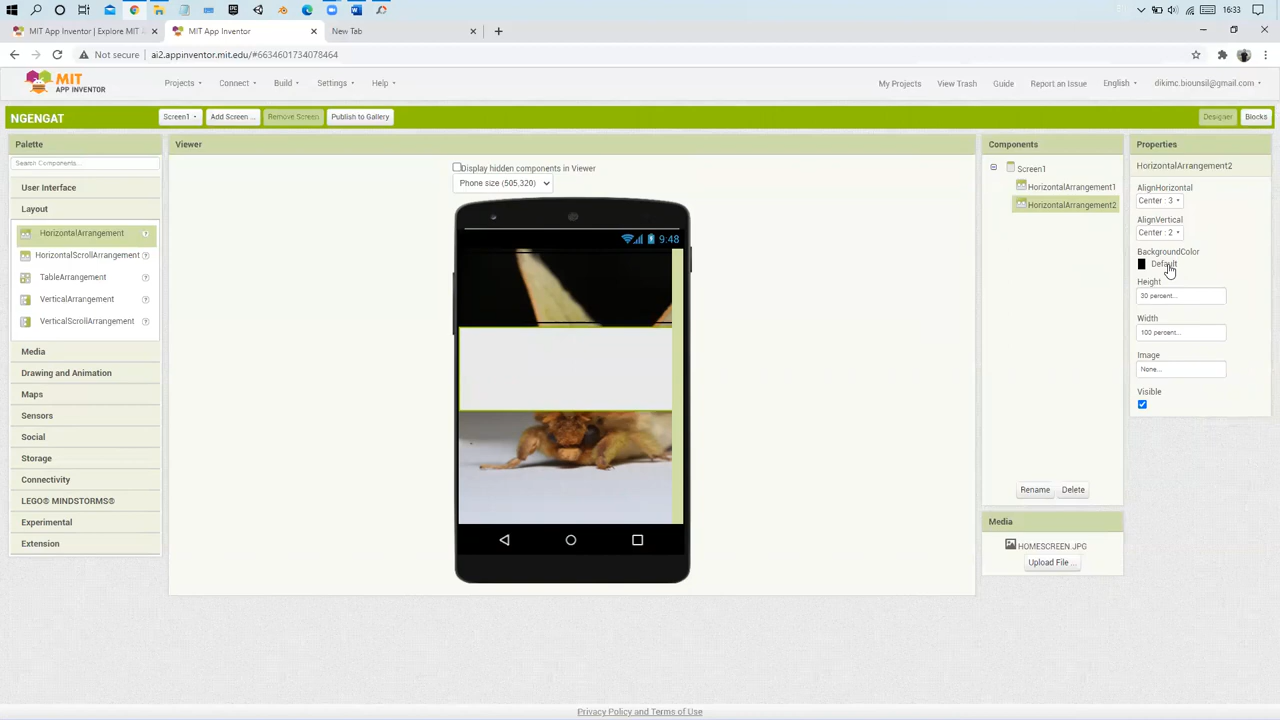 16:33
MIT App Inventor | Explore MIT
MIT App Inventor
New Tab
Not secure
ai2.appinventor.mit.edu/#6634601734078464
MIT
APP INVENTOR
Projects
Connect
Build
Settings
Help
My Projects
View Trash
Guide
Report an Issue
English
dikimc.biounsil@gmail.com
NGENGAT
Screen1
Add Screen ...
Remove Screen
Publish to Gallery
Designer
Blocks
Palette
Search Components...
User Interface
Layout
HorizontalArrangement
HorizontalScrollArrangement
TableArrangement
VerticalArrangement
VerticalScrollArrangement
Media
Drawing and Animation
Maps
Sensors
Social
Storage
Connectivity
LEGO® MINDSTORMS®
Experimental
Extension
Viewer
Display hidden components in Viewer
Phone size (505,320)
9:48
Components
Screen1
HorizontalArrangement1
HorizontalArrangement2
Rename
Delete
Media
HOMESCREEN.JPG
Upload File ...
Properties
HorizontalArrangement2
AlignHorizontal
Center : 3
AlignVertical
Center : 2
BackgroundColor
Default
Height
30 percent...
Width
100 percent...
Image
None...
Visible
Privacy Policy and Terms of Use